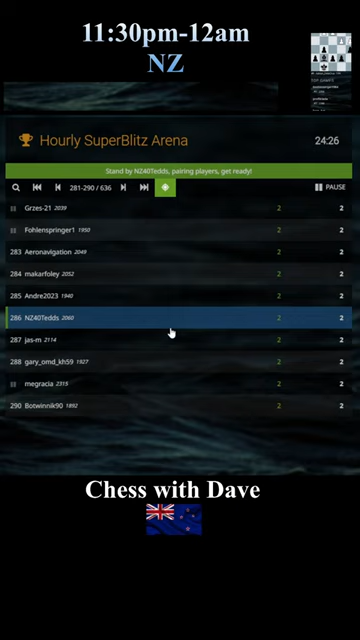 11:30pm-12am
NZ
Hourly SuperBlitz Arena
24:26
Stand by NZ40Tedds, pairing players, get ready!
281-290 / 636
PAUSE
Grzes-21 2039 2 2
Fohlenspringer1 1950 2 2
283 Aeronavigation 2049 2 2
284 makarfoley 2052 2 2
285 Andre2023 1940 2 2
286 NZ40Tedds 2060 2 2
287 jas-m 2114 2 2
288 gary_omd_kh59 1927 2 2
megracia 2315 2 2
290 Botwinnik90 1892 2 2
Chess with Dave